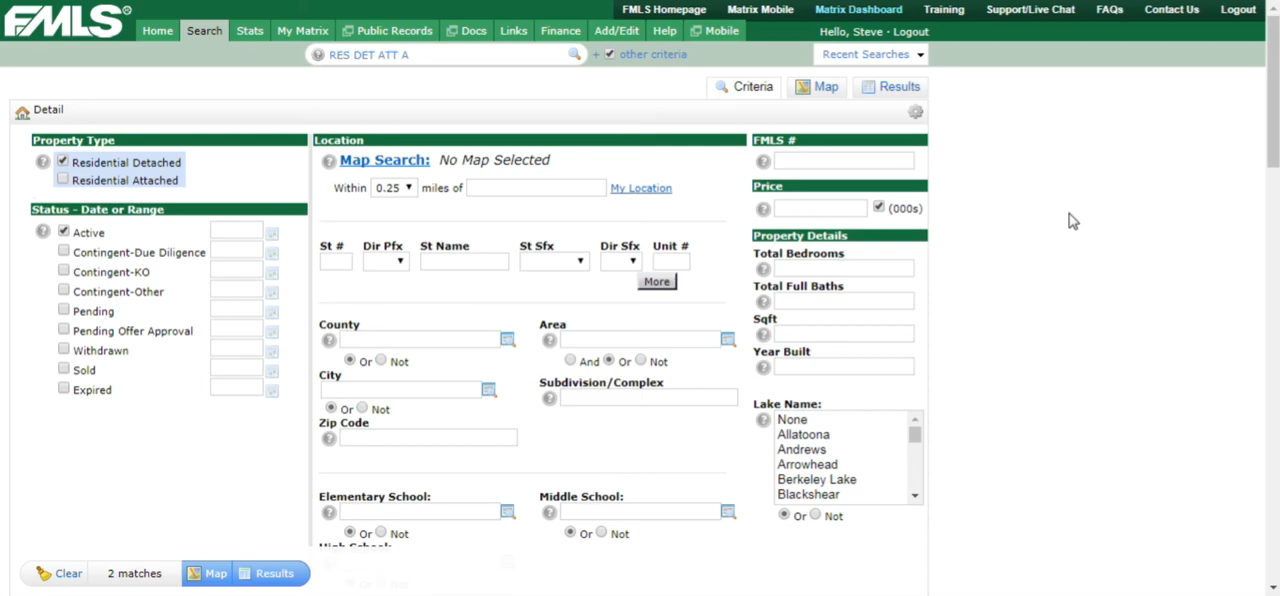 FMLS®
FMLS Homepage Matrix Mobile Matrix Dashboard Training Support/Live Chat FAQs Contact Us Logout
Home Search Stats My Matrix Public Records Docs Links Finance Add/Edit Help Mobile
Hello, Steve · Logout
RES DET ATT A
+ other criteria
Recent Searches
Criteria Map Results
Detail
Property Type
Residential Detached
Residential Attached
Status - Date or Range
Active
Contingent-Due Diligence
Contingent-KO
Contingent-Other
Pending
Pending Offer Approval
Withdrawn
Sold
Expired
Location
Map Search: No Map Selected
Within 0.25 miles of My Location
St # Dir Pfx St Name St Sfx Dir Sfx Unit #
More
County
Or Not
Area
And Or Not
City
Or Not
Subdivision/Complex
Zip Code
Elementary School:
Or Not
Middle School:
Or Not
FMLS #
Price
(000s)
Property Details
Total Bedrooms
Total Full Baths
Sqft
Year Built
Lake Name:
None
Allatoona
Andrews
Arrowhead
Berkeley Lake
Blackshear
Or Not
Clear 2 matches Map Results